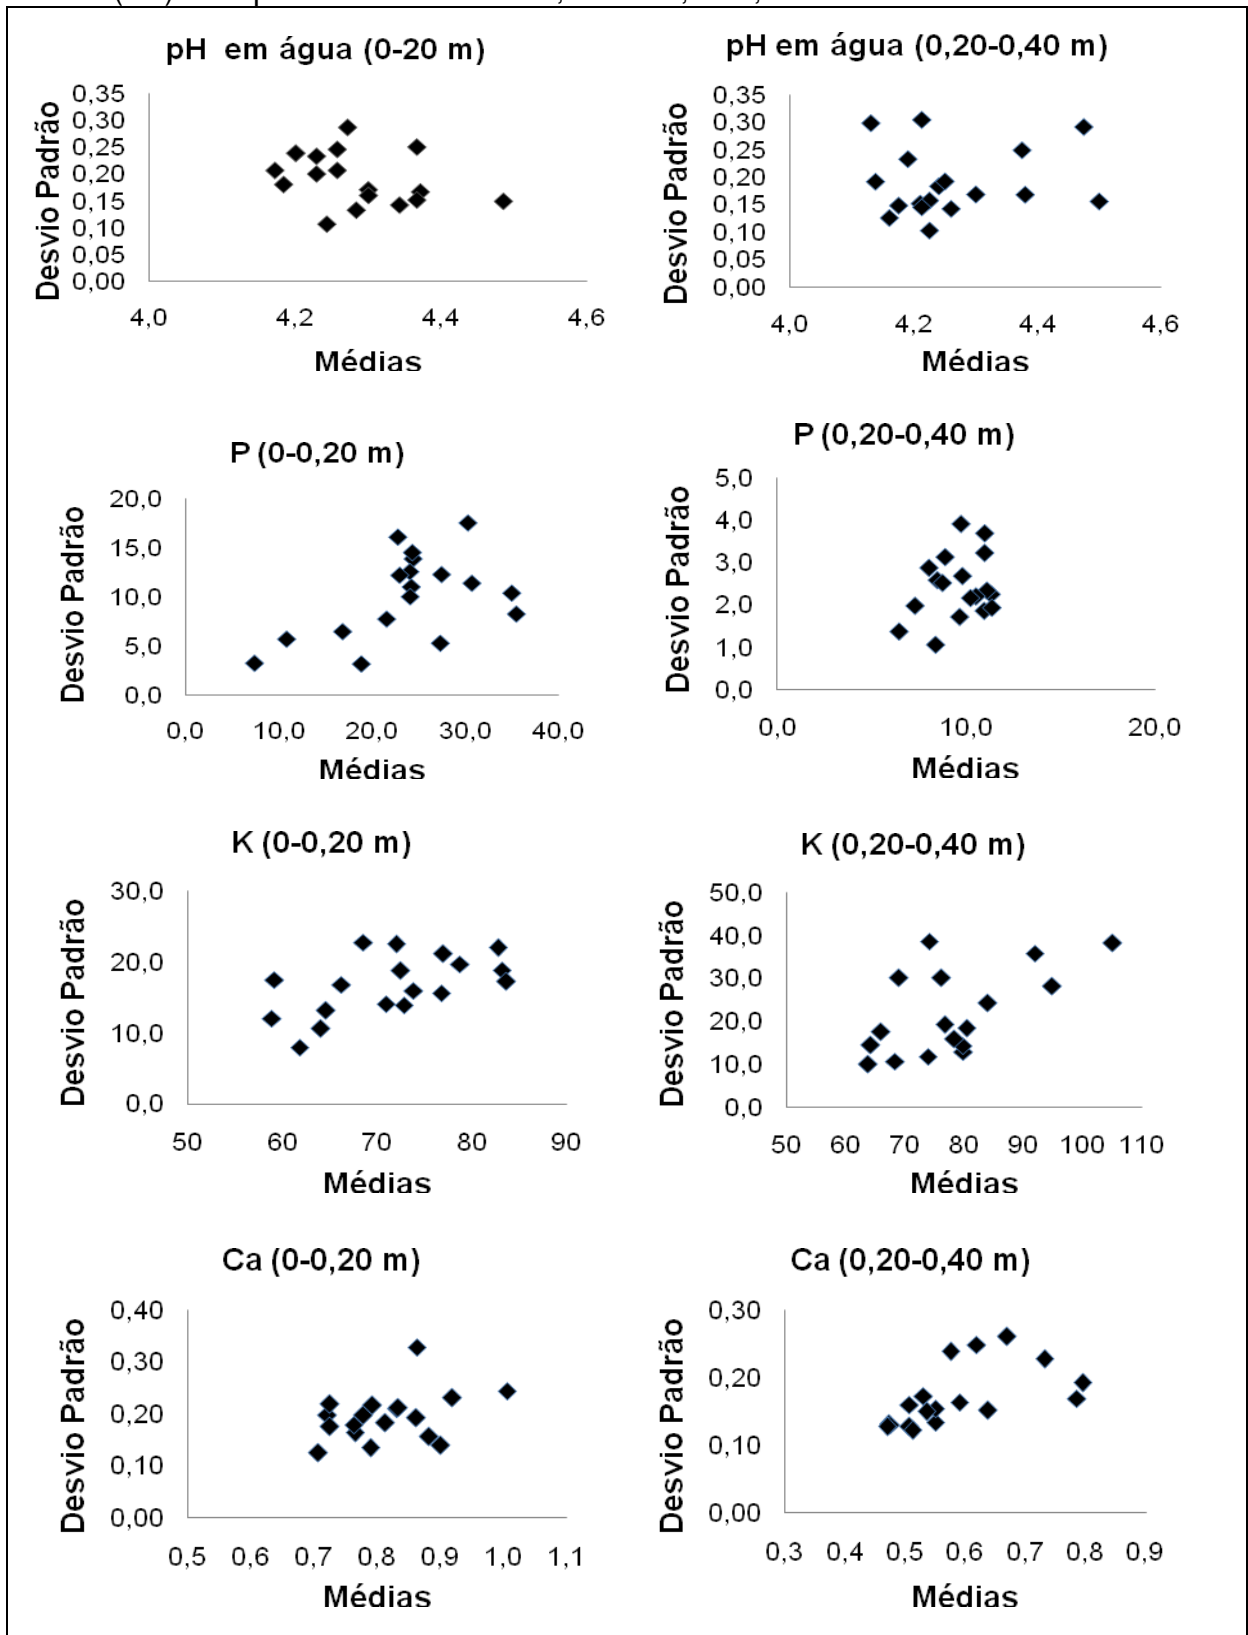 pH em água (0-20 m)
0,35
0,30
0,25
0,20
0,15
0,10
0,05
0,00
Desvio Padrão
4,0 4,2 4,4 4,6
Médias
pH em água (0,20-0,40 m)
0,35
0,30
0,25
0,20
0,15
0,10
0,05
0,00
Desvio Padrão
4,0 4,2 4,4 4,6
Médias
P (0-0,20 m)
20,0
15,0
10,0
5,0
0,0
Desvio Padrão
0,0 10,0 20,0 30,0 40,0
Médias
P (0,20-0,40 m)
5,0
4,0
3,0
2,0
1,0
0,0
Desvio Padrão
0,0 10,0 20,0
Médias
K (0-0,20 m)
30,0
20,0
10,0
0,0
Desvio Padrão
50 60 70 80 90
Médias
K (0,20-0,40 m)
50,0
40,0
30,0
20,0
10,0
0,0
Desvio Padrão
50 60 70 80 90 100 110
Médias
Ca (0-0,20 m)
0,40
0,30
0,20
0,10
0,00
Desvio Padrão
0,5 0,6 0,7 0,8 0,9 1,0 1,1
Médias
Ca (0,20-0,40 m)
0,30
0,20
0,10
0,00
Desvio Padrão
0,3 0,4 0,5 0,6 0,7 0,8 0,9
Médias